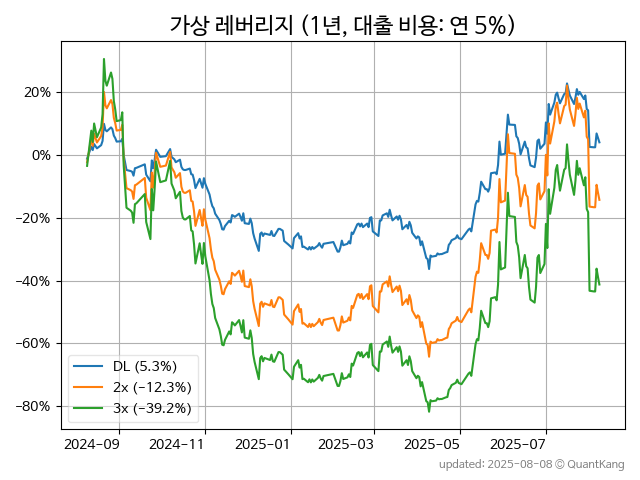 가상 레버리지 (1년, 대출 비용: 연 5%)
20%
0%
−20%
−40%
−60%
−80%
DL (5.3%)
2x (−12.3%)
3x (−39.2%)
2024-09
2024-11
2025-01
2025-03
2025-05
2025-07
updated: 2025-08-08 © QuantKang